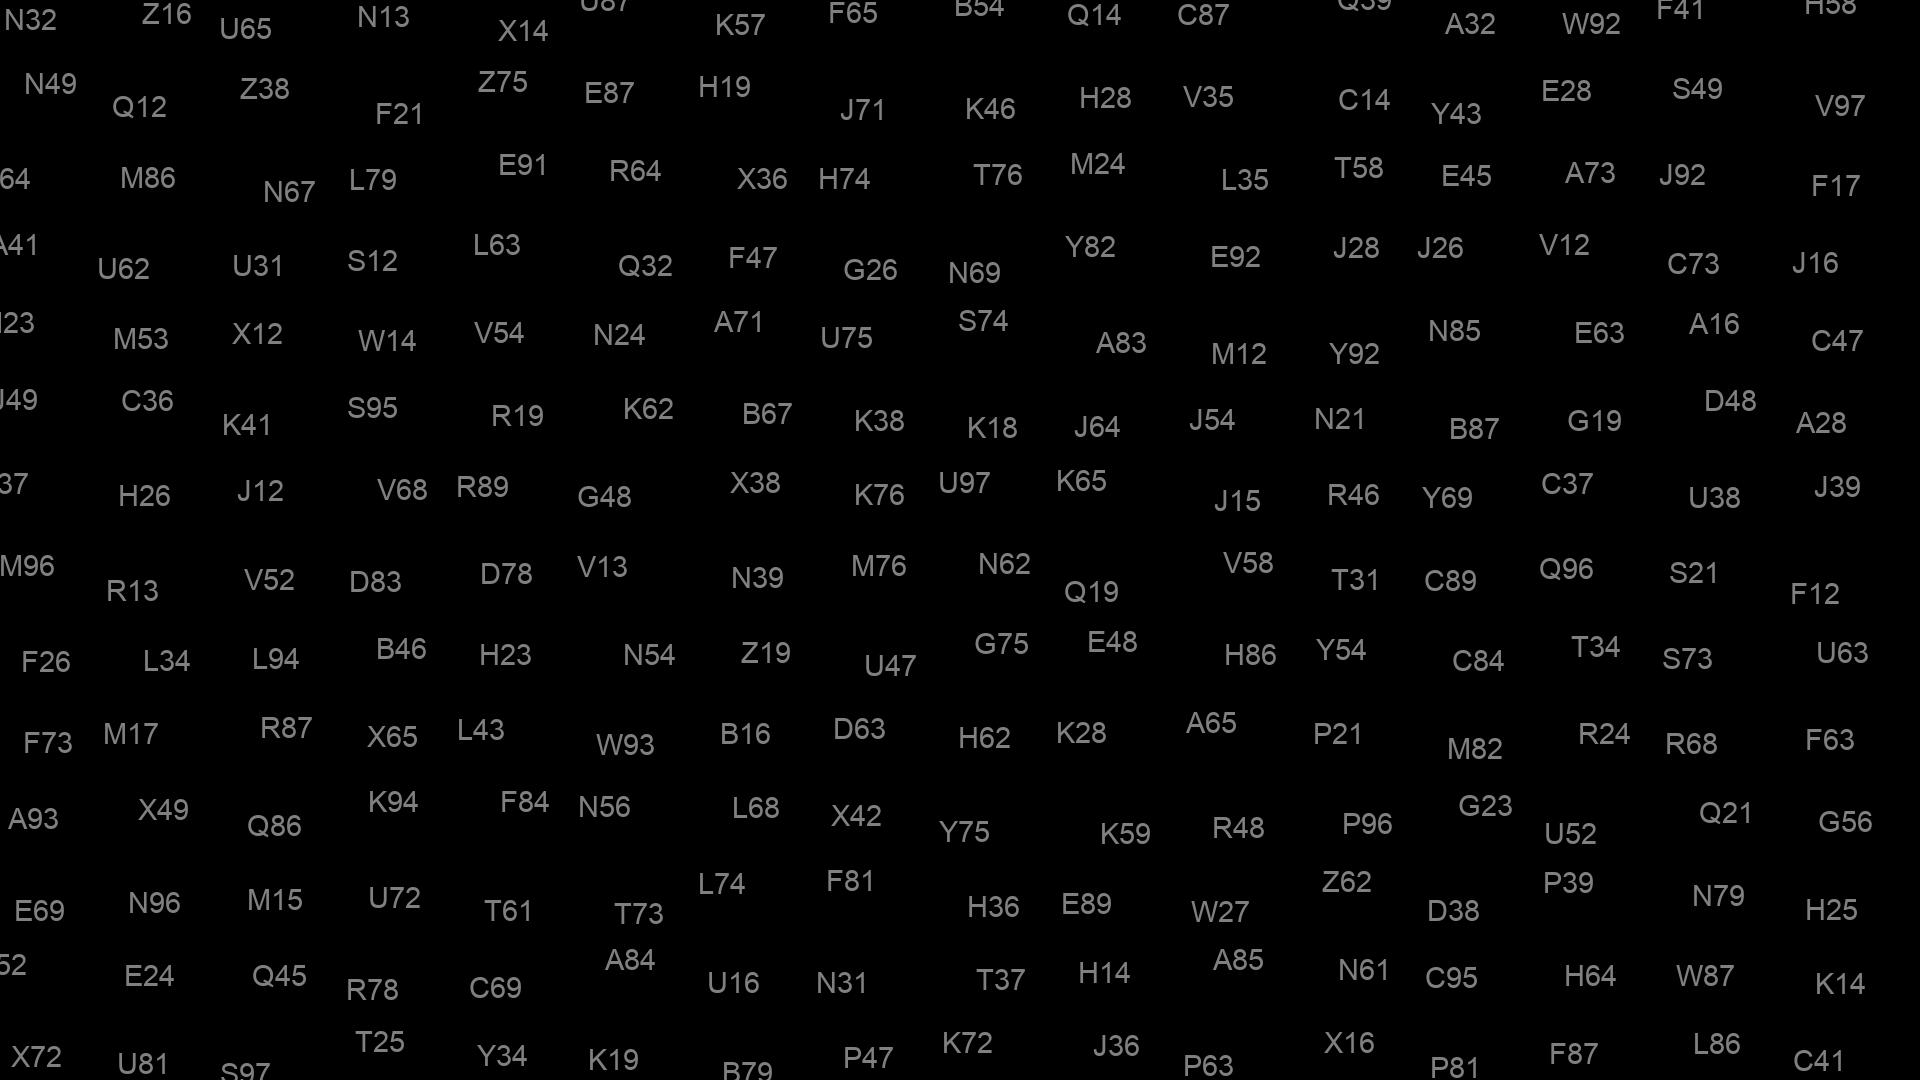 N32 Z16 U65 N13 X14 U87 K57 F65 B54 Q14 C87 Q39 A32 W92 F41 H58
N49 Q12 Z38 F21 Z75 E87 H19 J71 K46 H28 V35 C14 Y43 E28 S49 V97
64 M86 N67 L79 E91 R64 X36 H74 T76 M24 L35 T58 E45 A73 J92 F17
A41 U62 U31 S12 L63 Q32 F47 G26 N69 Y82 E92 J28 J26 V12 C73 J16
23 M53 X12 W14 V54 N24 A71 U75 S74 A83 M12 Y92 N85 E63 A16 C47
49 C36 K41 S95 R19 K62 B67 K38 K18 J64 J54 N21 B87 G19 D48 A28
37 H26 J12 V68 R89 G48 X38 K76 U97 K65 J15 R46 Y69 C37 U38 J39
M96 R13 V52 D83 D78 V13 N39 M76 N62 Q19 V58 T31 C89 Q96 S21 F12
F26 L34 L94 B46 H23 N54 Z19 U47 G75 E48 H86 Y54 C84 T34 S73 U63
F73 M17 R87 X65 L43 W93 B16 D63 H62 K28 A65 P21 M82 R24 R68 F63
A93 X49 Q86 K94 F84 N56 L68 X42 Y75 K59 R48 P96 G23 U52 Q21 G56
E69 N96 M15 U72 T61 T73 L74 F81 H36 E89 W27 Z62 D38 P39 N79 H25
52 E24 Q45 R78 C69 A84 U16 N31 T37 H14 A85 N61 C95 H64 W87 K14
X72 U81 S97 T25 Y34 K19 B79 P47 K72 J36 P63 X16 P81 F87 L86 C41